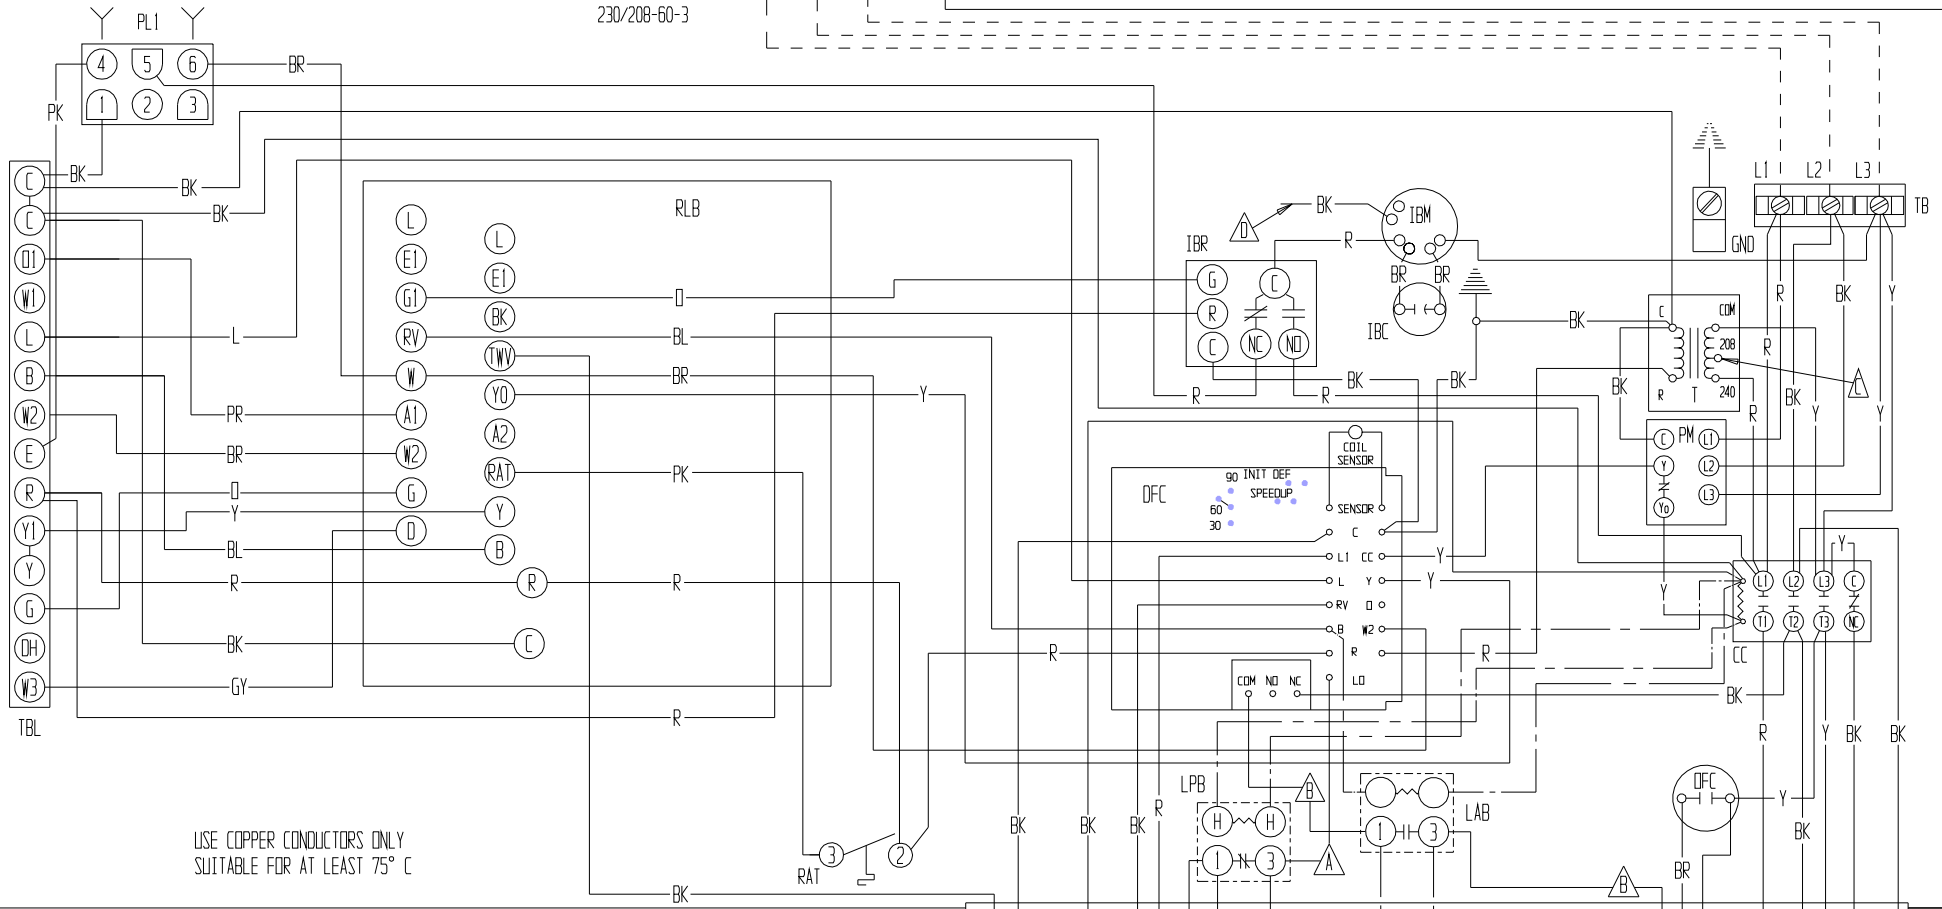 230/208-60-3
PL1
4 5 6
1 2 3
BR
PK
BK
BK
BK
C
C
O1
W1
L
B
W2
E
R
Y1
Y
G
DH
W3
TBL
L
PR
BR
O
Y
BL
R
BK
GY
RLB
L
E1
G1
RV
W
A1
W2
G
D
L
E1
BK
TWV
YO
A2
RAT
Y
B
R
C
O
BL
BR
Y
PK
R
R
BK
RAT
3
2
USE COPPER CONDUCTORS ONLY
SUITABLE FOR AT LEAST 75° C
D
BK
IBM
R
BR BR
IBC
IBR
G
R
C
C
NC NO
BK
R
R
BK
BK
GND
L1 L2 L3
TB
R BK Y
C COM
208
R T 240
C
R
BK
R BK Y Y
PM
C L1
Y L2
L3
YO
Y
COIL
SENSOR
DFC
90 INIT DEF
SPEEDUP
60
30
SENSOR
C
L1 CC
L Y
RV O
B W2
R
LO
COM NO NC
Y
Y
R
R
BK
Y
L1 L2 L3 C
T1 T2 T3 NC
CC
R Y BK BK
BK BK BK R
LPB
H H
1 3
B
A
LAB
1 3
OFC
Y
BR
BK
B